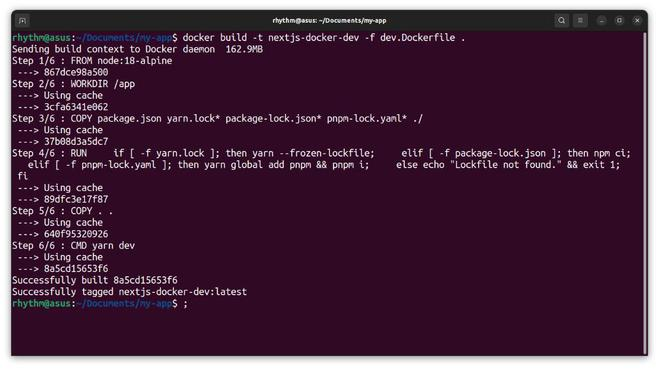 rhythm@asus: ~/Documents/my-app
rhythm@asus:~/Documents/my-app$ docker build -t nextjs-docker-dev -f dev.Dockerfile .
Sending build context to Docker daemon  162.9MB
Step 1/6 : FROM node:18-alpine
 ---> 867dce98a500
Step 2/6 : WORKDIR /app
 ---> Using cache
 ---> 3cfa6341e062
Step 3/6 : COPY package.json yarn.lock* package-lock.json* pnpm-lock.yaml* ./
 ---> Using cache
 ---> 37b08d3a5dc7
Step 4/6 : RUN     if [ -f yarn.lock ]; then yarn --frozen-lockfile;     elif [ -f package-lock.json ]; then npm ci;
   elif [ -f pnpm-lock.yaml ]; then yarn global add pnpm && pnpm i;     else echo "Lockfile not found." && exit 1;
 fi
 ---> Using cache
 ---> 89dfc3e17f87
Step 5/6 : COPY . .
 ---> Using cache
 ---> 640f95320926
Step 6/6 : CMD yarn dev
 ---> Using cache
 ---> 8a5cd15653f6
Successfully built 8a5cd15653f6
Successfully tagged nextjs-docker-dev:latest
rhythm@asus:~/Documents/my-app$ ;